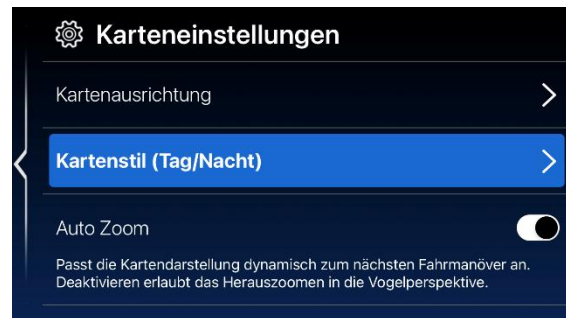 Karteneinstellungen
Kartenausrichtung
Kartenstil (Tag/Nacht)
Auto Zoom
Passt die Kartendarstellung dynamisch zum nächsten Fahrmanöver an.
Deaktivieren erlaubt das Herauszoomen in die Vogelperspektive.